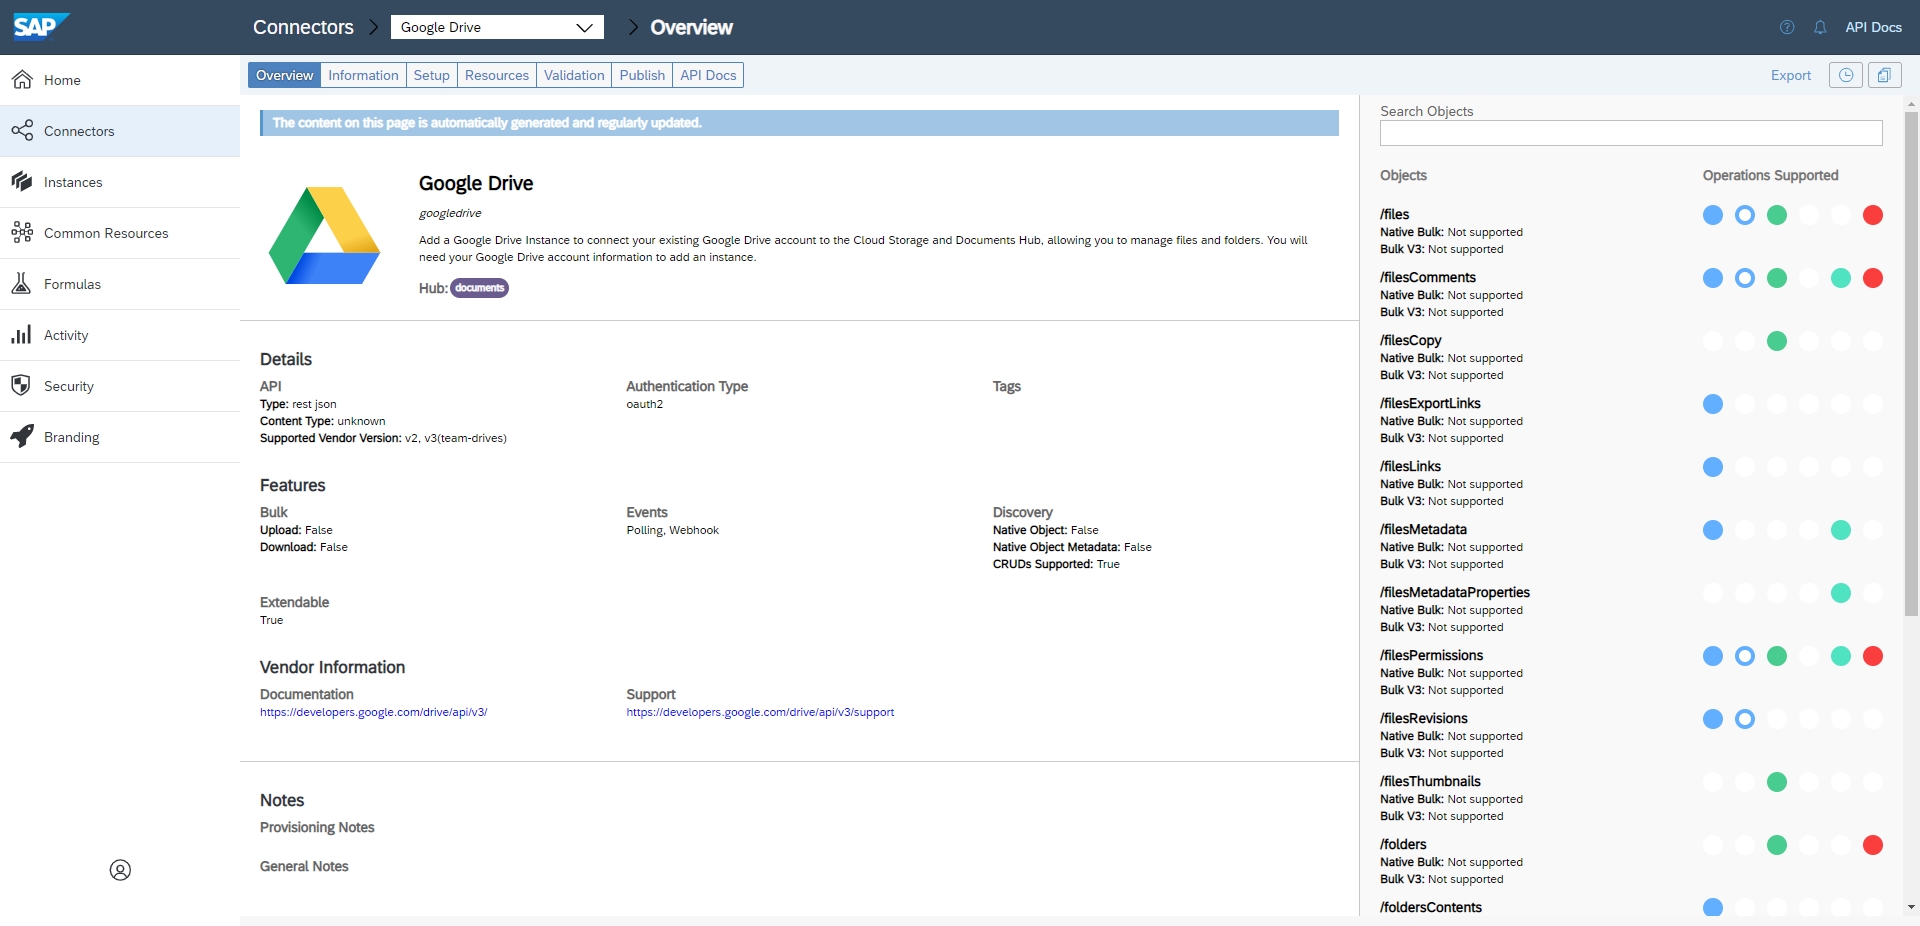 SAP
Connectors
Google Drive
Overview
API Docs
Home
Connectors
Instances
Common Resources
Formulas
Activity
Security
Branding
Overview
Information
Setup
Resources
Validation
Publish
API Docs
Export
The content on this page is automatically generated and regularly updated.
Google Drive
googledrive
Add a Google Drive Instance to connect your existing Google Drive account to the Cloud Storage and Documents Hub, allowing you to manage files and folders. You will
need your Google Drive account information to add an instance.
Hub: documents
Details
API
Type: rest json
Content Type: unknown
Supported Vendor Version: v2, v3(team-drives)
Authentication Type
oauth2
Tags
Features
Bulk
Upload: False
Download: False
Events
Polling, Webhook
Discovery
Native Object: False
Native Object Metadata: False
CRUDs Supported: True
Extendable
True
Vendor Information
Documentation
https://developers.google.com/drive/api/v3/
Support
https://developers.google.com/drive/api/v3/support
Notes
Provisioning Notes
General Notes
Search Objects
Objects
Operations Supported
/files
Native Bulk: Not supported
Bulk V3: Not supported
/filesComments
Native Bulk: Not supported
Bulk V3: Not supported
/filesCopy
Native Bulk: Not supported
Bulk V3: Not supported
/filesExportLinks
Native Bulk: Not supported
Bulk V3: Not supported
/filesLinks
Native Bulk: Not supported
Bulk V3: Not supported
/filesMetadata
Native Bulk: Not supported
Bulk V3: Not supported
/filesMetadataProperties
Native Bulk: Not supported
Bulk V3: Not supported
/filesPermissions
Native Bulk: Not supported
Bulk V3: Not supported
/filesRevisions
Native Bulk: Not supported
Bulk V3: Not supported
/filesThumbnails
Native Bulk: Not supported
Bulk V3: Not supported
/folders
Native Bulk: Not supported
Bulk V3: Not supported
/foldersContents